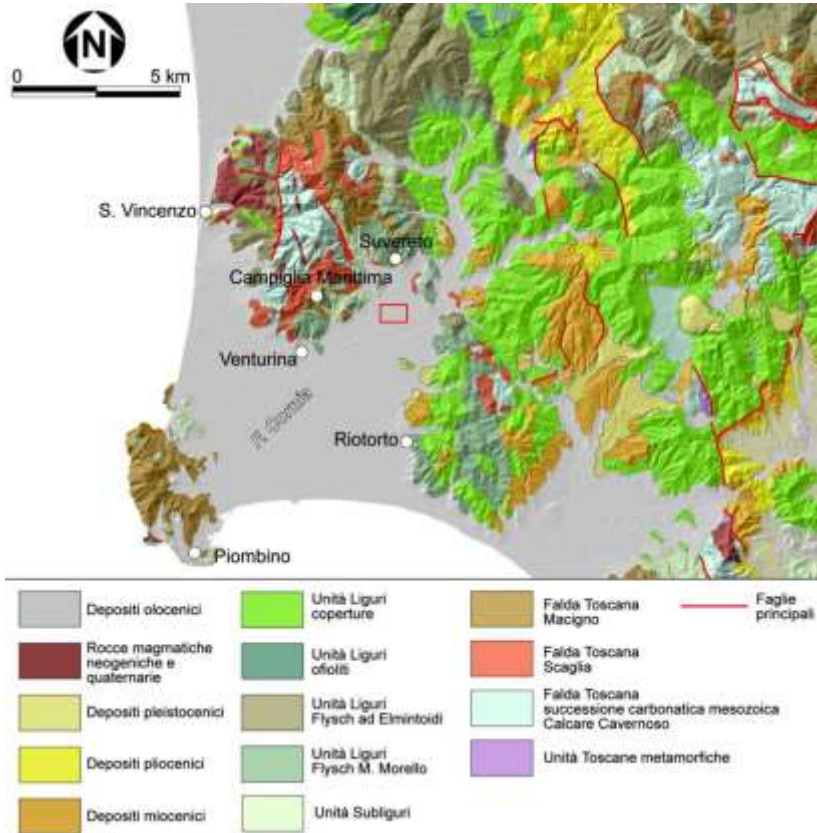 N
0 5 km
S. Vincenzo
Suvereto
Campiglia Marittima
Venturina
F. Cornia
Riotorto
Piombino
Depositi olocenici
Rocce magmatiche
neogeniche e
quaternarie
Depositi pleistocenici
Depositi pliocenici
Depositi miocenici
Unità Liguri
coperture
Unità Liguri
ofioliti
Unità Liguri
Flysch ad Elmintoidi
Unità Liguri
Flysch M. Morello
Unità Subliguri
Falda Toscana
Macigno
Falda Toscana
Scaglia
Falda Toscana
successione carbonatica mesozoica
Calcare Cavernoso
Unità Toscane metamorfiche
Faglie
principali